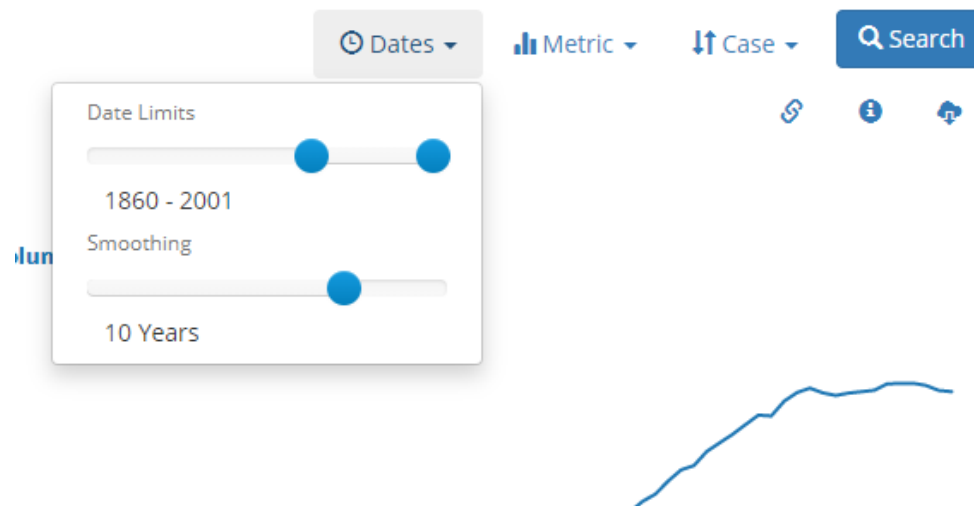 Dates Metric Case Search
Date Limits
1860 - 2001
Smoothing
10 Years